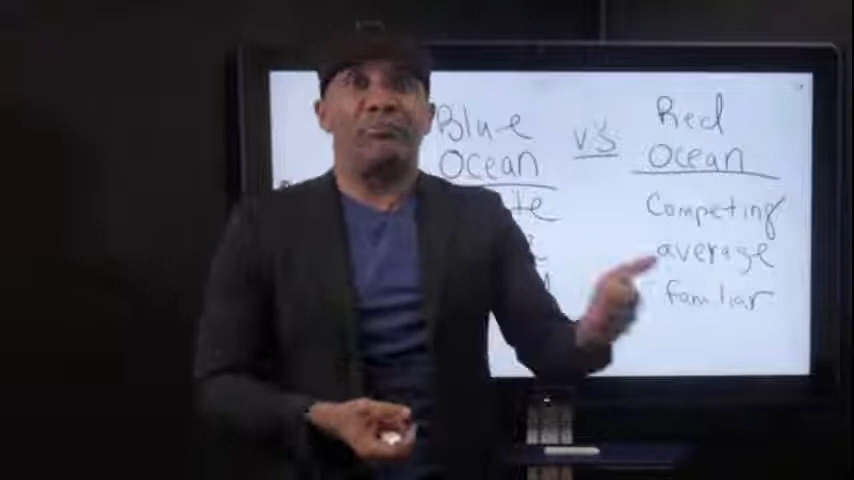 Blue vs Red
Ocean Ocean
Competing
average
familiar